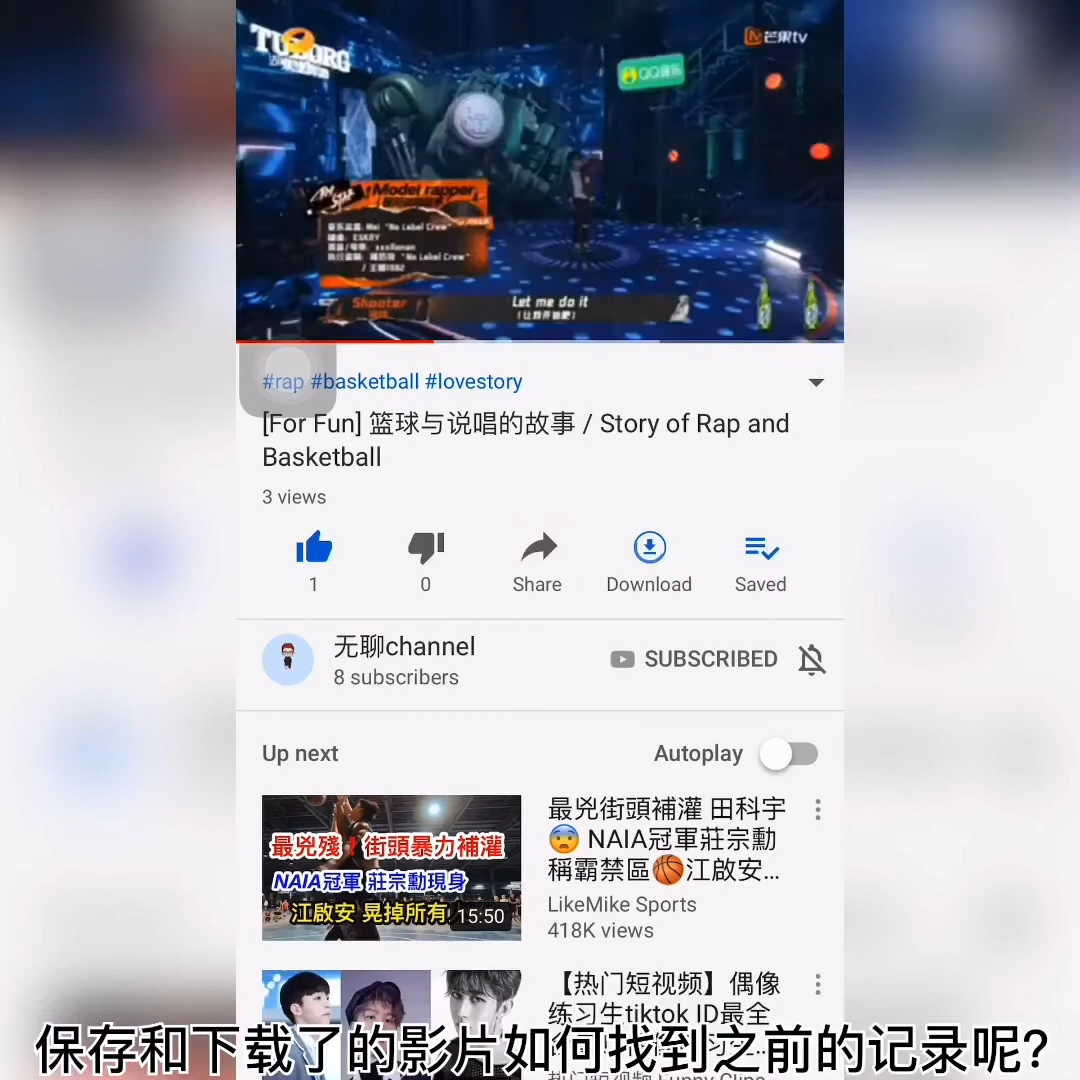 TUBORG
芒果tv
QQ音乐
Model rapper
Shooter
Let me do it
#rap #basketball #lovestory
[For Fun] 篮球与说唱的故事 / Story of Rap and
Basketball
3 views
1
0
Share
Download
Saved
无聊channel
8 subscribers
SUBSCRIBED
Up next
Autoplay
最兇殘！街頭暴力補灌
NAIA冠軍 莊宗勳現身
江啟安 晃掉所有
15:50
最兇街頭補灌 田科宇
😨 NAIA冠軍莊宗勳
稱霸禁區🏀江啟安...
LikeMike Sports
418K views
【热门短视频】偶像
练习生tiktok ID最全
保存和下载了的影片如何找到之前的记录呢?